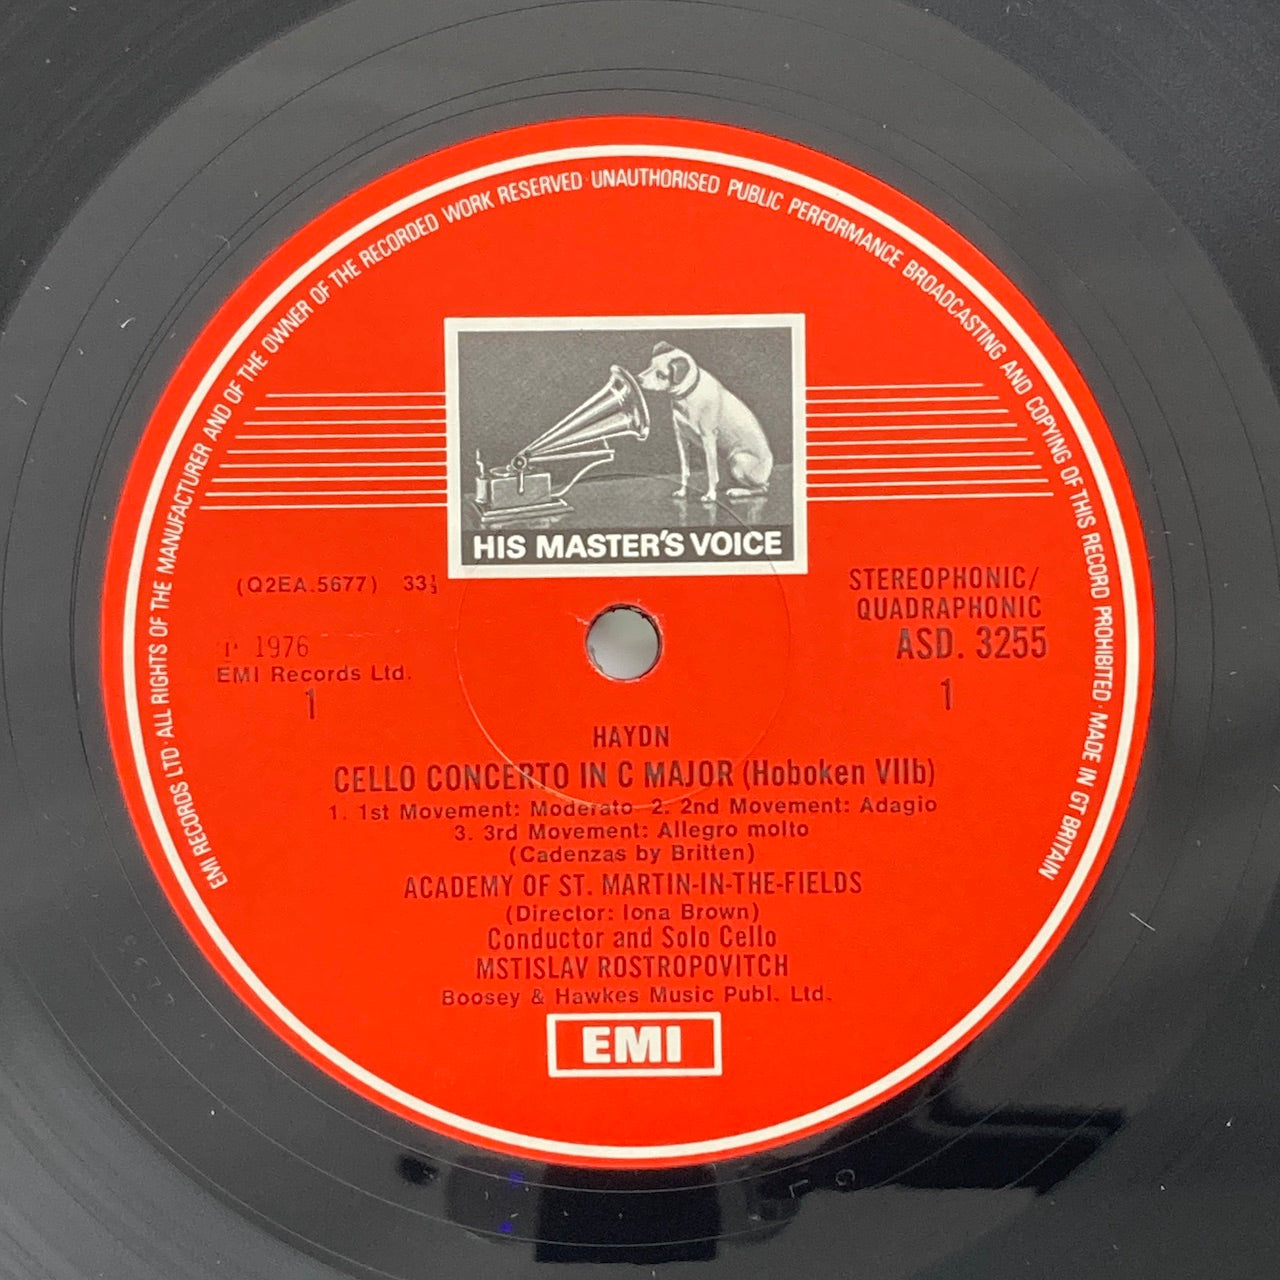 EMI RECORDS LTD · ALL RIGHTS OF THE MANUFACTURER AND OF THE OWNER OF THE RECORDED WORK RESERVED · UNAUTHORISED PUBLIC PERFORMANCE BROADCASTING AND COPYING OF THIS RECORD PROHIBITED · MADE IN GT BRITAIN
HIS MASTER'S VOICE
(Q2EA.5677) 33⅓
STEREOPHONIC/
QUADRAPHONIC
ASD. 3255
℗ 1976
EMI Records Ltd.
1
1
HAYDN
CELLO CONCERTO IN C MAJOR (Hoboken VIIb)
1. 1st Movement: Moderato 2. 2nd Movement: Adagio
3. 3rd Movement: Allegro molto
(Cadenzas by Britten)
ACADEMY OF ST. MARTIN-IN-THE-FIELDS
(Director: Iona Brown)
Conductor and Solo Cello
MSTISLAV ROSTROPOVITCH
Boosey & Hawkes Music Publ. Ltd.
EMI
G
L